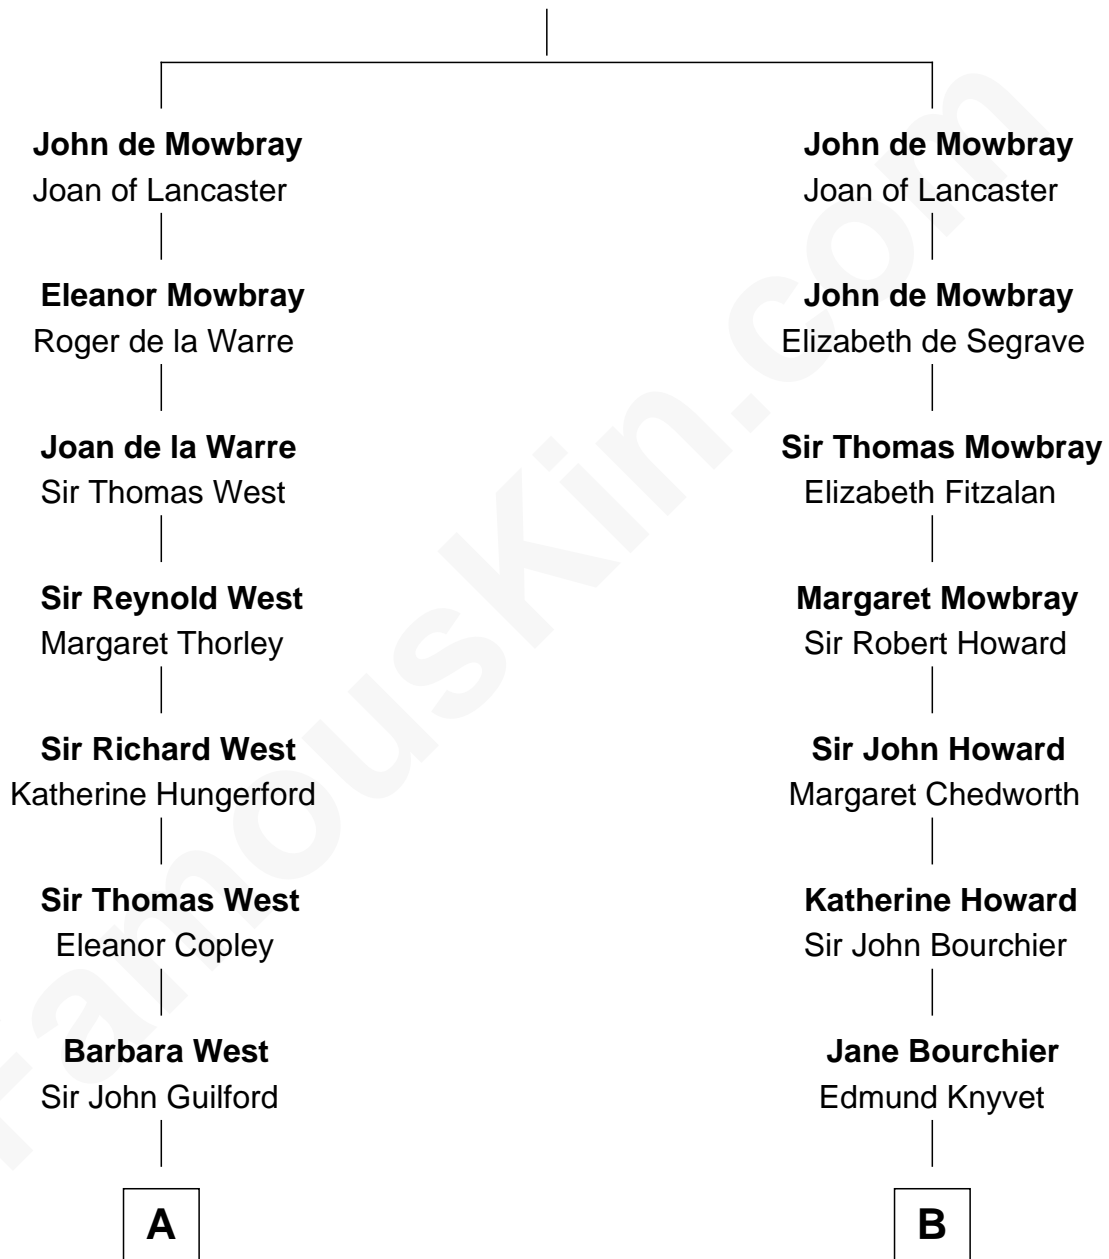 John de Mowbray
Joan of Lancaster
Eleanor Mowbray
Roger de la Warre
Joan de la Warre
Sir Thomas West
Sir Reynold West
Margaret Thorley
Sir Richard West
Katherine Hungerford
Sir Thomas West
Eleanor Copley
Barbara West
Sir John Guilford
A
John de Mowbray
Joan of Lancaster
John de Mowbray
Elizabeth de Segrave
Sir Thomas Mowbray
Elizabeth Fitzalan
Margaret Mowbray
Sir Robert Howard
Sir John Howard
Margaret Chedworth
Katherine Howard
Sir John Bourchier
Jane Bourchier
Edmund Knyvet
B
FamousKin.com